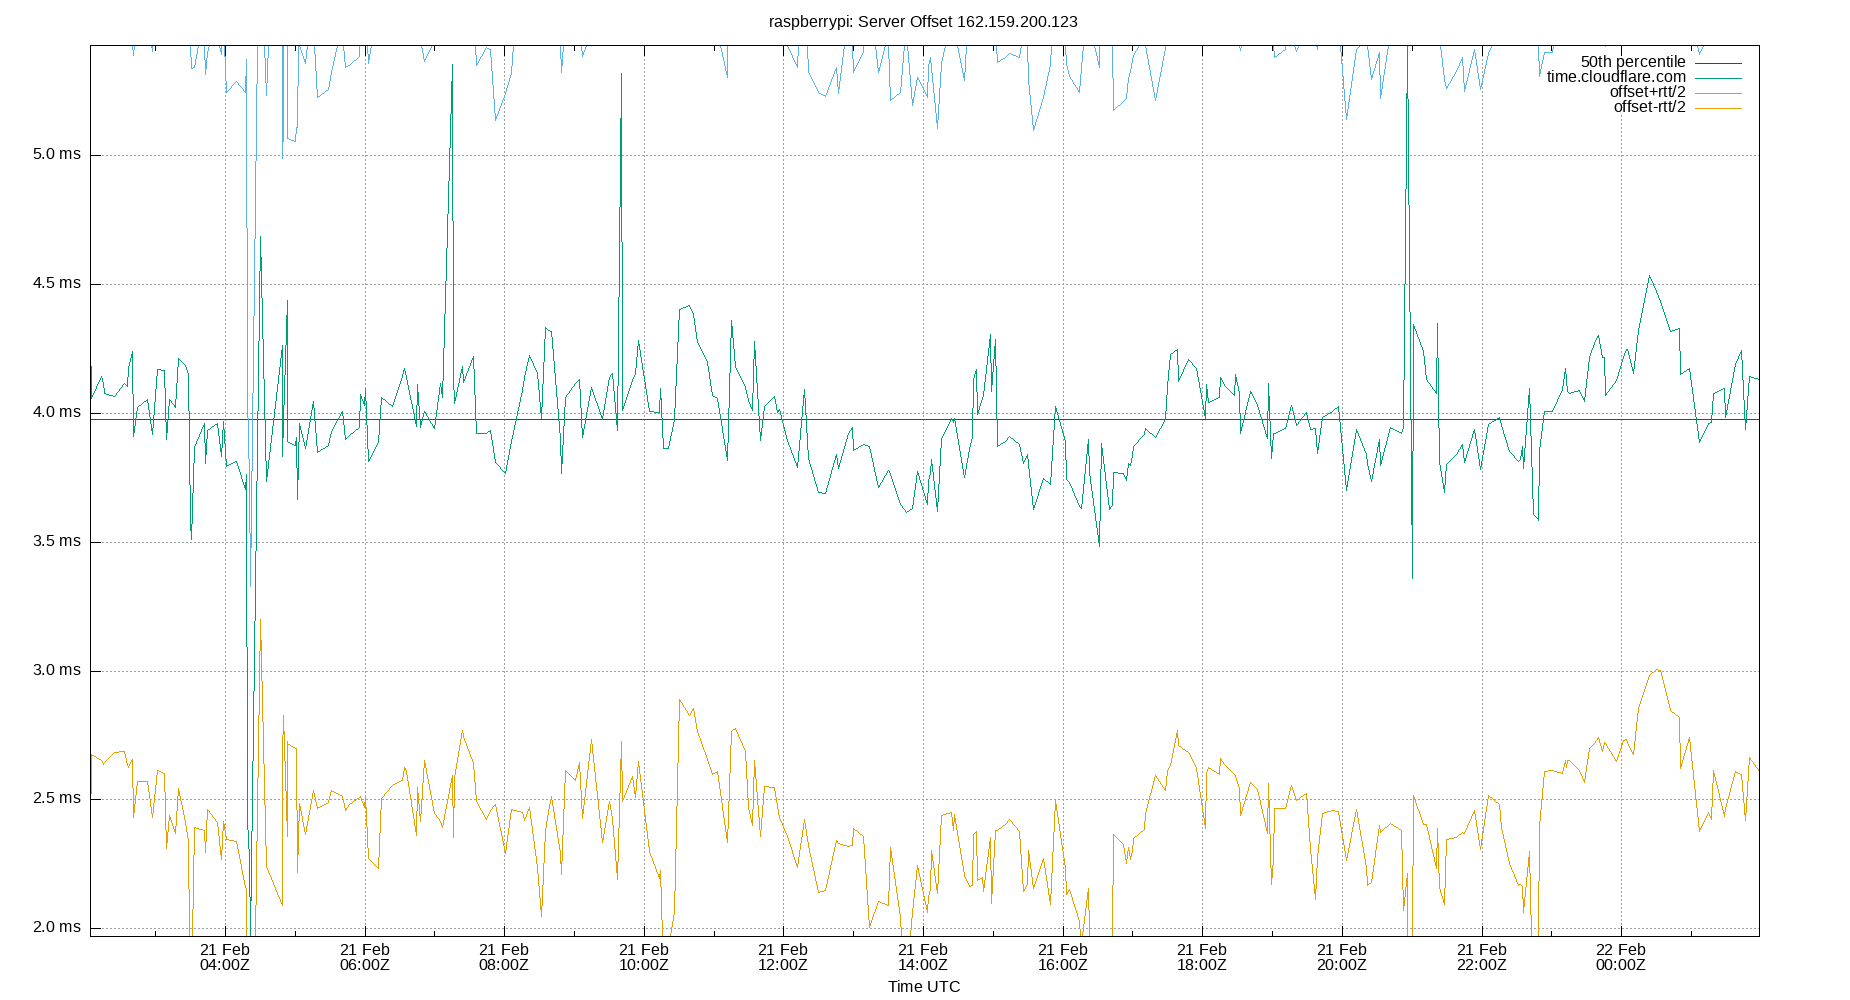 raspberrypi: Server Offset 162.159.200.123
50th percentile
time.cloudflare.com
offset+rtt/2
offset-rtt/2
5.0 ms
4.5 ms
4.0 ms
3.5 ms
3.0 ms
2.5 ms
2.0 ms
21 Feb 21 Feb 21 Feb 21 Feb 21 Feb 21 Feb 21 Feb 21 Feb 21 Feb 21 Feb 22 Feb
04:00Z 06:00Z 08:00Z 10:00Z 12:00Z 14:00Z 16:00Z 18:00Z 20:00Z 22:00Z 00:00Z
Time UTC